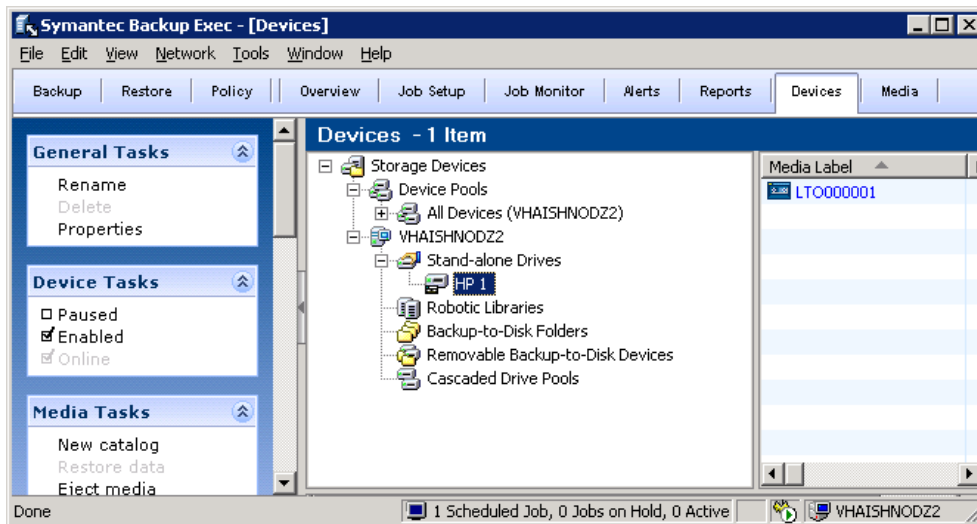 Symantec Backup Exec - [Devices]
File Edit View Network Tools Window Help
Backup Restore Policy Overview Job Setup Job Monitor Alerts Reports Devices Media
General Tasks
Rename
Delete
Properties
Device Tasks
Paused
Enabled
Online
Media Tasks
New catalog
Restore data
Eject media
Devices - 1 Item
Storage Devices
Device Pools
All Devices (VHAISHNODZ2)
VHAISHNODZ2
Stand-alone Drives
HP 1
Robotic Libraries
Backup-to-Disk Folders
Removable Backup-to-Disk Devices
Cascaded Drive Pools
Media Label
LTO000001
Done
1 Scheduled Job, 0 Jobs on Hold, 0 Active
VHAISHNODZ2